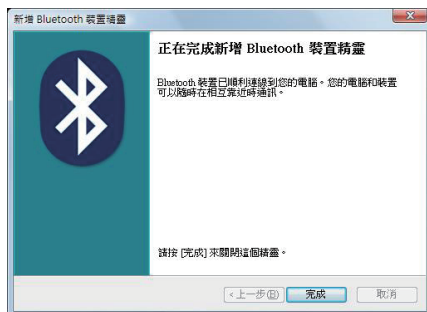 新增 Bluetooth 裝置精靈
正在完成新增 Bluetooth 裝置精靈
Bluetooth 裝置已順利連線到您的電腦。您的電腦和裝置
可以隨時在相互靠近時通訊。
請按 [完成] 來關閉這個精靈。
<上一步(B) 完成 取消